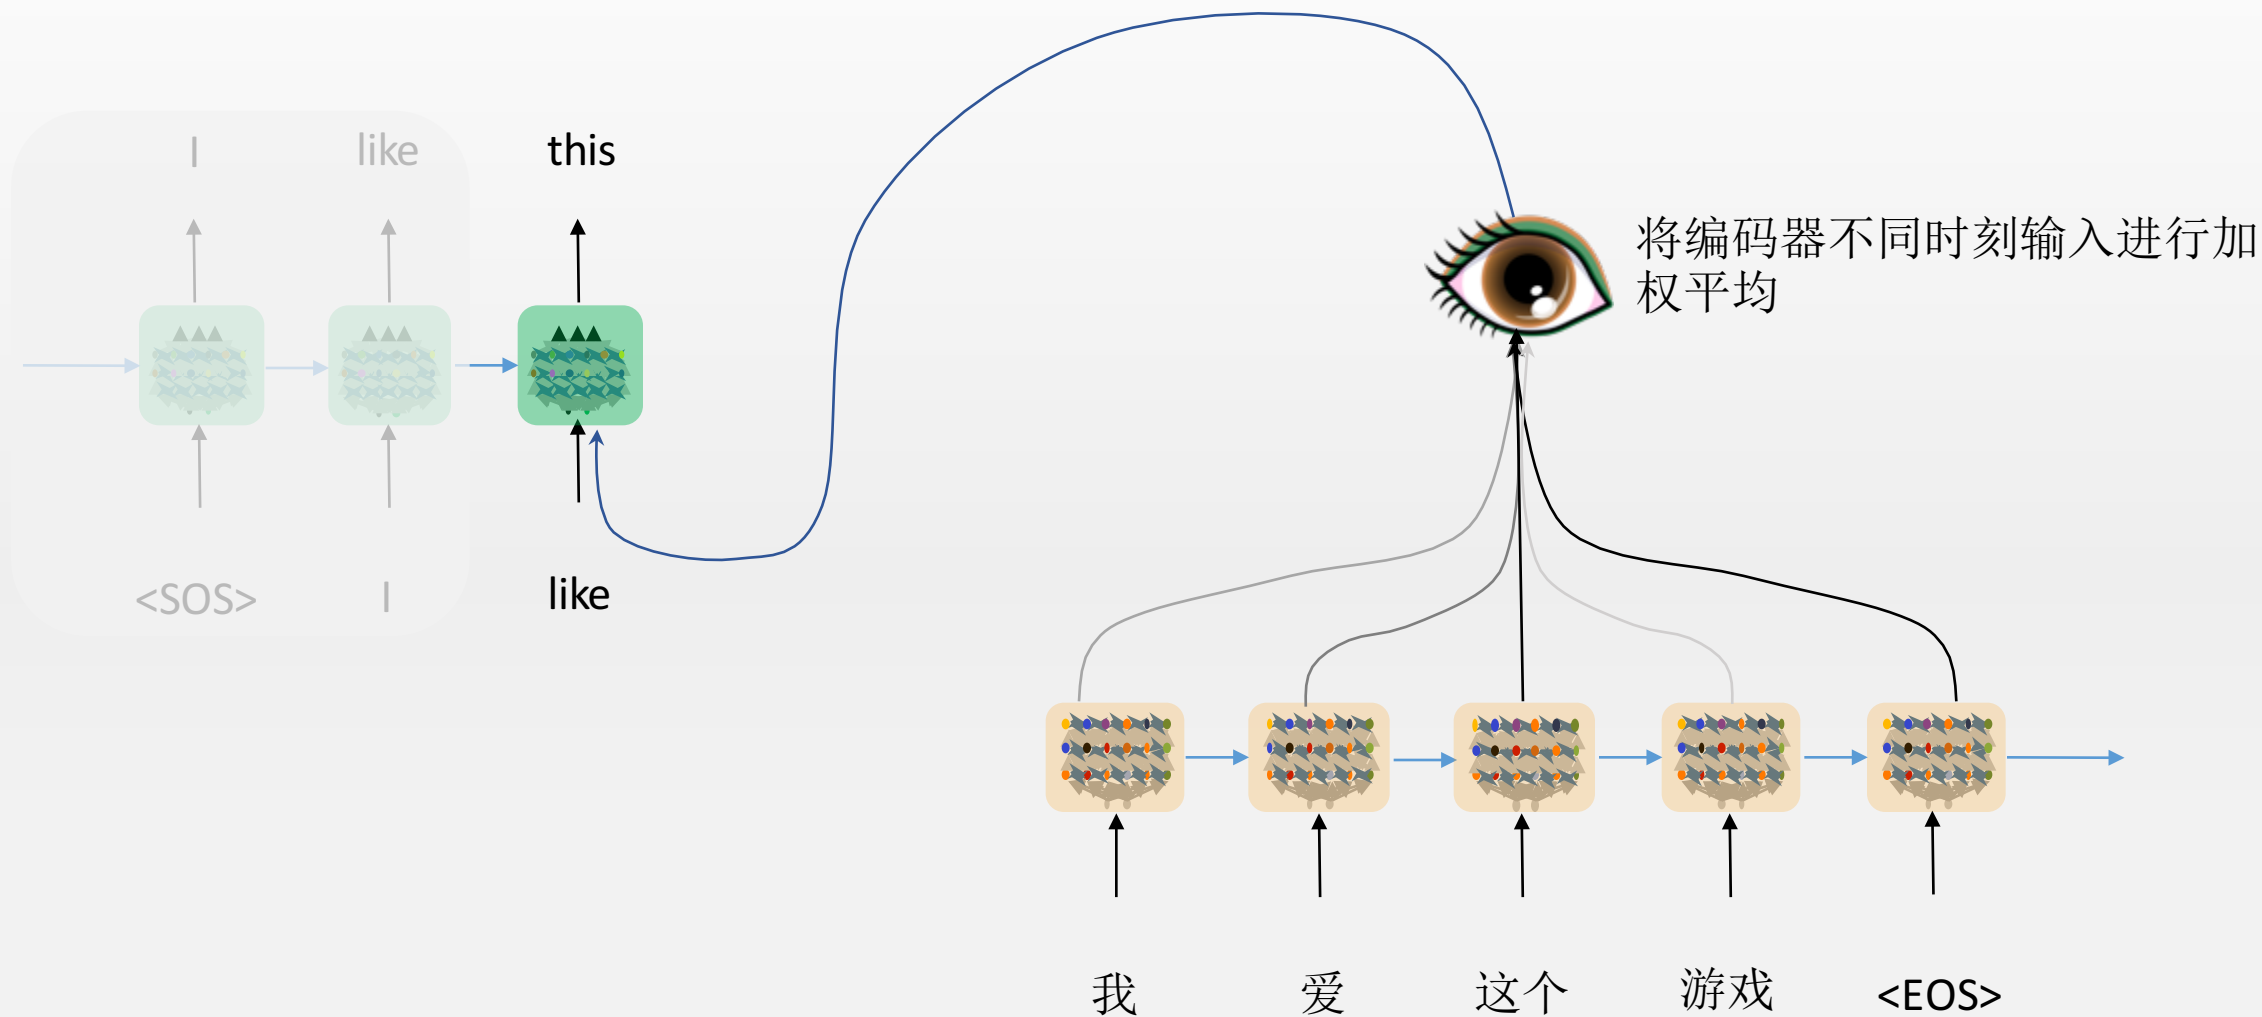 I like this
将编码器不同时刻输入进行加
权平均
<SOS> I like
我 爱 这个 游戏 <EOS>